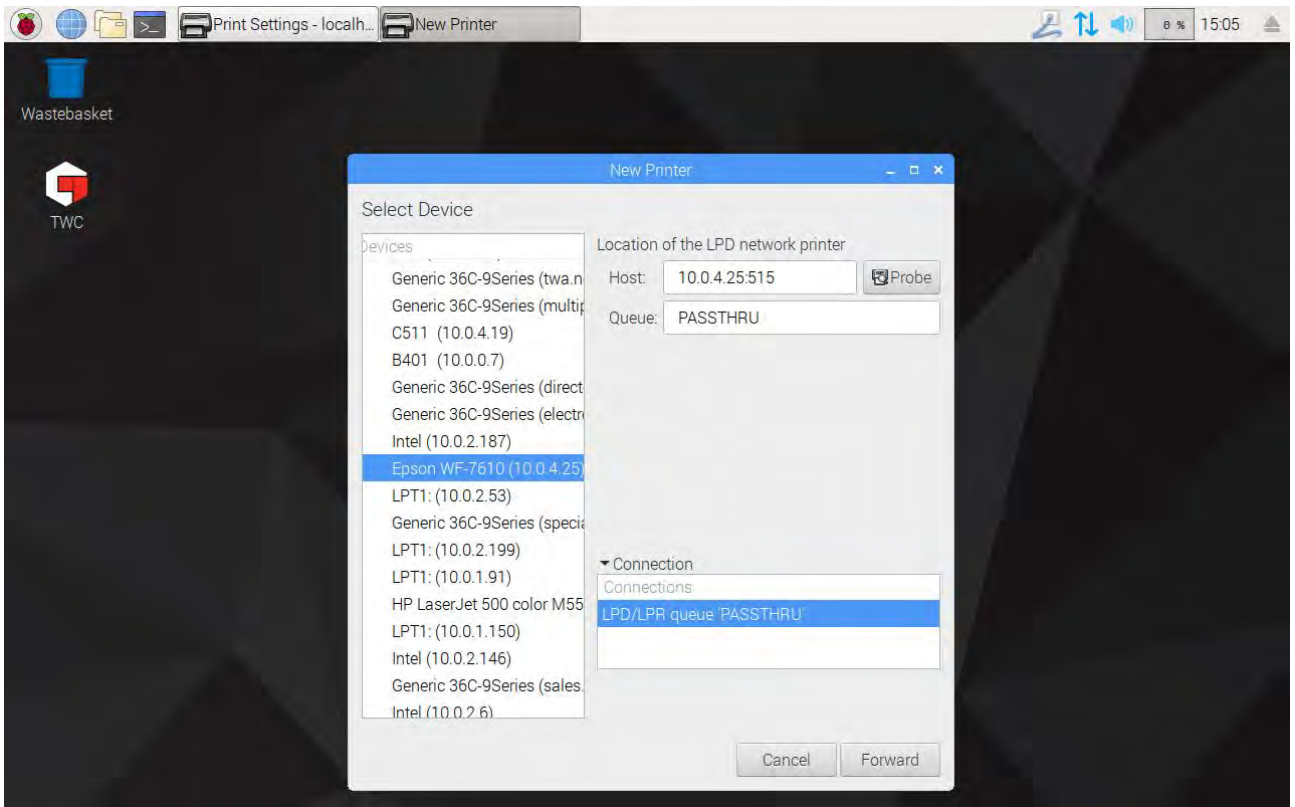 Print Settings - localh... New Printer 0 % 15:05
Wastebasket
TWC
New Printer
Select Device
Devices
Generic 36C-9Series (twa.n
Generic 36C-9Series (multip
C511 (10.0.4.19)
B401 (10.0.0.7)
Generic 36C-9Series (direct
Generic 36C-9Series (electr
Intel (10.0.2.187)
Epson WF-7610 (10.0.4.25)
LPT1: (10.0.2.53)
Generic 36C-9Series (specia
LPT1: (10.0.2.199)
LPT1: (10.0.1.91)
HP LaserJet 500 color M55
LPT1: (10.0.1.150)
Intel (10.0.2.146)
Generic 36C-9Series (sales.
Intel (10.0.2.6)
Location of the LPD network printer
Host: 10.0.4.25:515 Probe
Queue: PASSTHRU
Connection
Connections
LPD/LPR queue 'PASSTHRU'
Cancel Forward